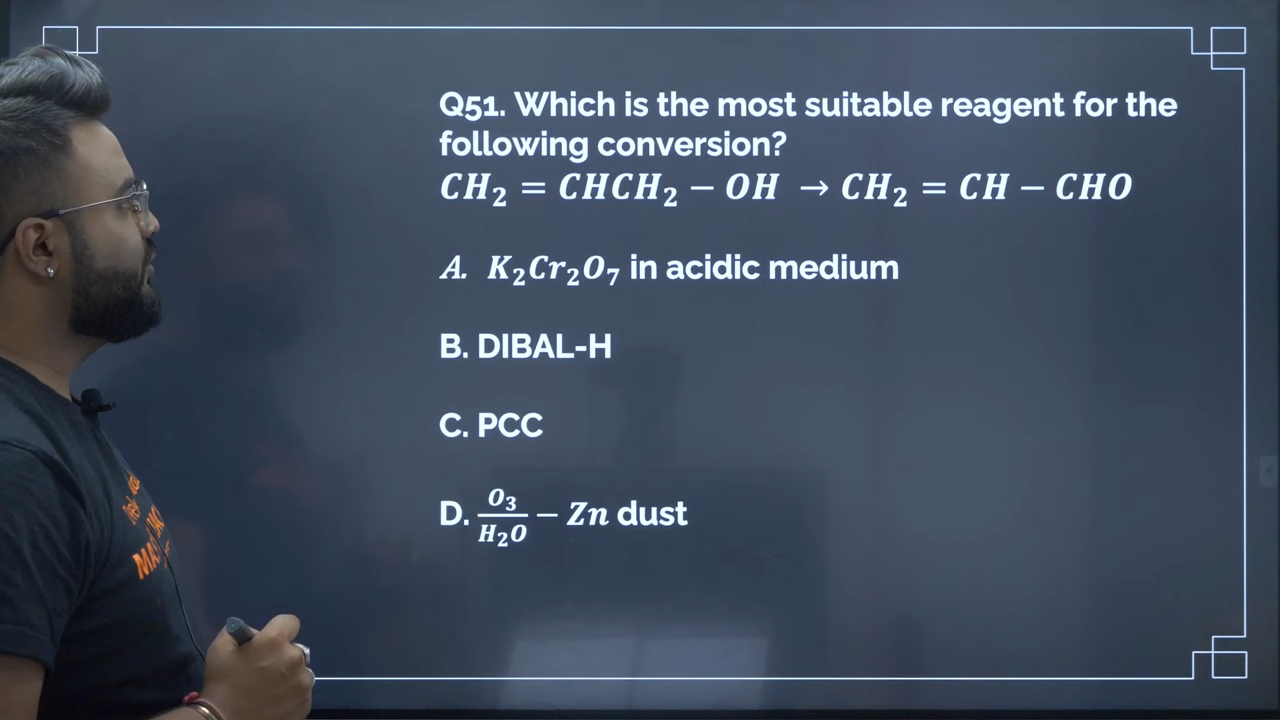 Q51. Which is the most suitable reagent for the
following conversion?
CH₂ = CHCH₂ − OH → CH₂ = CH − CHO
A. K₂Cr₂O₇ in acidic medium
B. DIBAL-H
C. PCC
D. O₃/H₂O − Zn dust